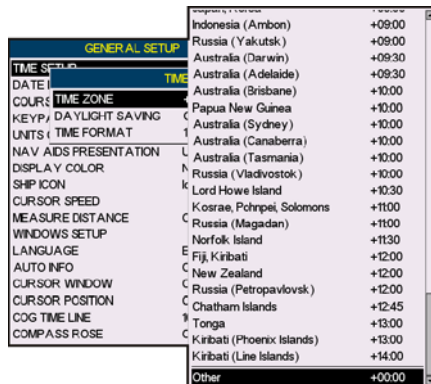 GENERAL SETUP
TIME SETUP
DATE
COURS
KEYPA
UNITS
NAV AIDS PRESENTATION
DISPLAY COLOR
SHIP ICON
CURSOR SPEED
MEASURE DISTANCE
WINDOWS SETUP
LANGUAGE
AUTO INFO
CURSOR WINDOW
CURSOR POSITION
COG TIME LINE
COMPASS ROSE
TIME
TIME ZONE
DAYLIGHT SAVING
TIME FORMAT
Indonesia (Ambon) +09:00
Russia (Yakutsk) +09:00
Australia (Darwin) +09:30
Australia (Adelaide) +09:30
Australia (Brisbane) +10:00
Papua New Guinea +10:00
Australia (Sydney) +10:00
Australia (Canaberra) +10:00
Australia (Tasmania) +10:00
Russia (Vladivostok) +10:00
Lord Howe Island +10:30
Kosrae, Pohnpei, Solomons +11:00
Russia (Magadan) +11:00
Norfolk Island +11:30
Fiji, Kiribati +12:00
New Zealand +12:00
Russia (Petropavlovsk) +12:00
Chatham Islands +12:45
Tonga +13:00
Kiribati (Phoenix Islands) +13:00
Kiribati (Line Islands) +14:00
Other +00:00